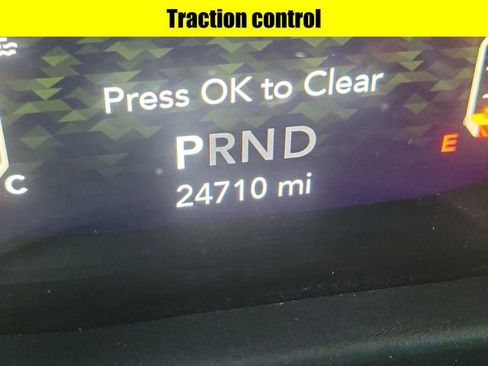 Traction control
Press OK to Clear
PRND
C
E
24710 mi